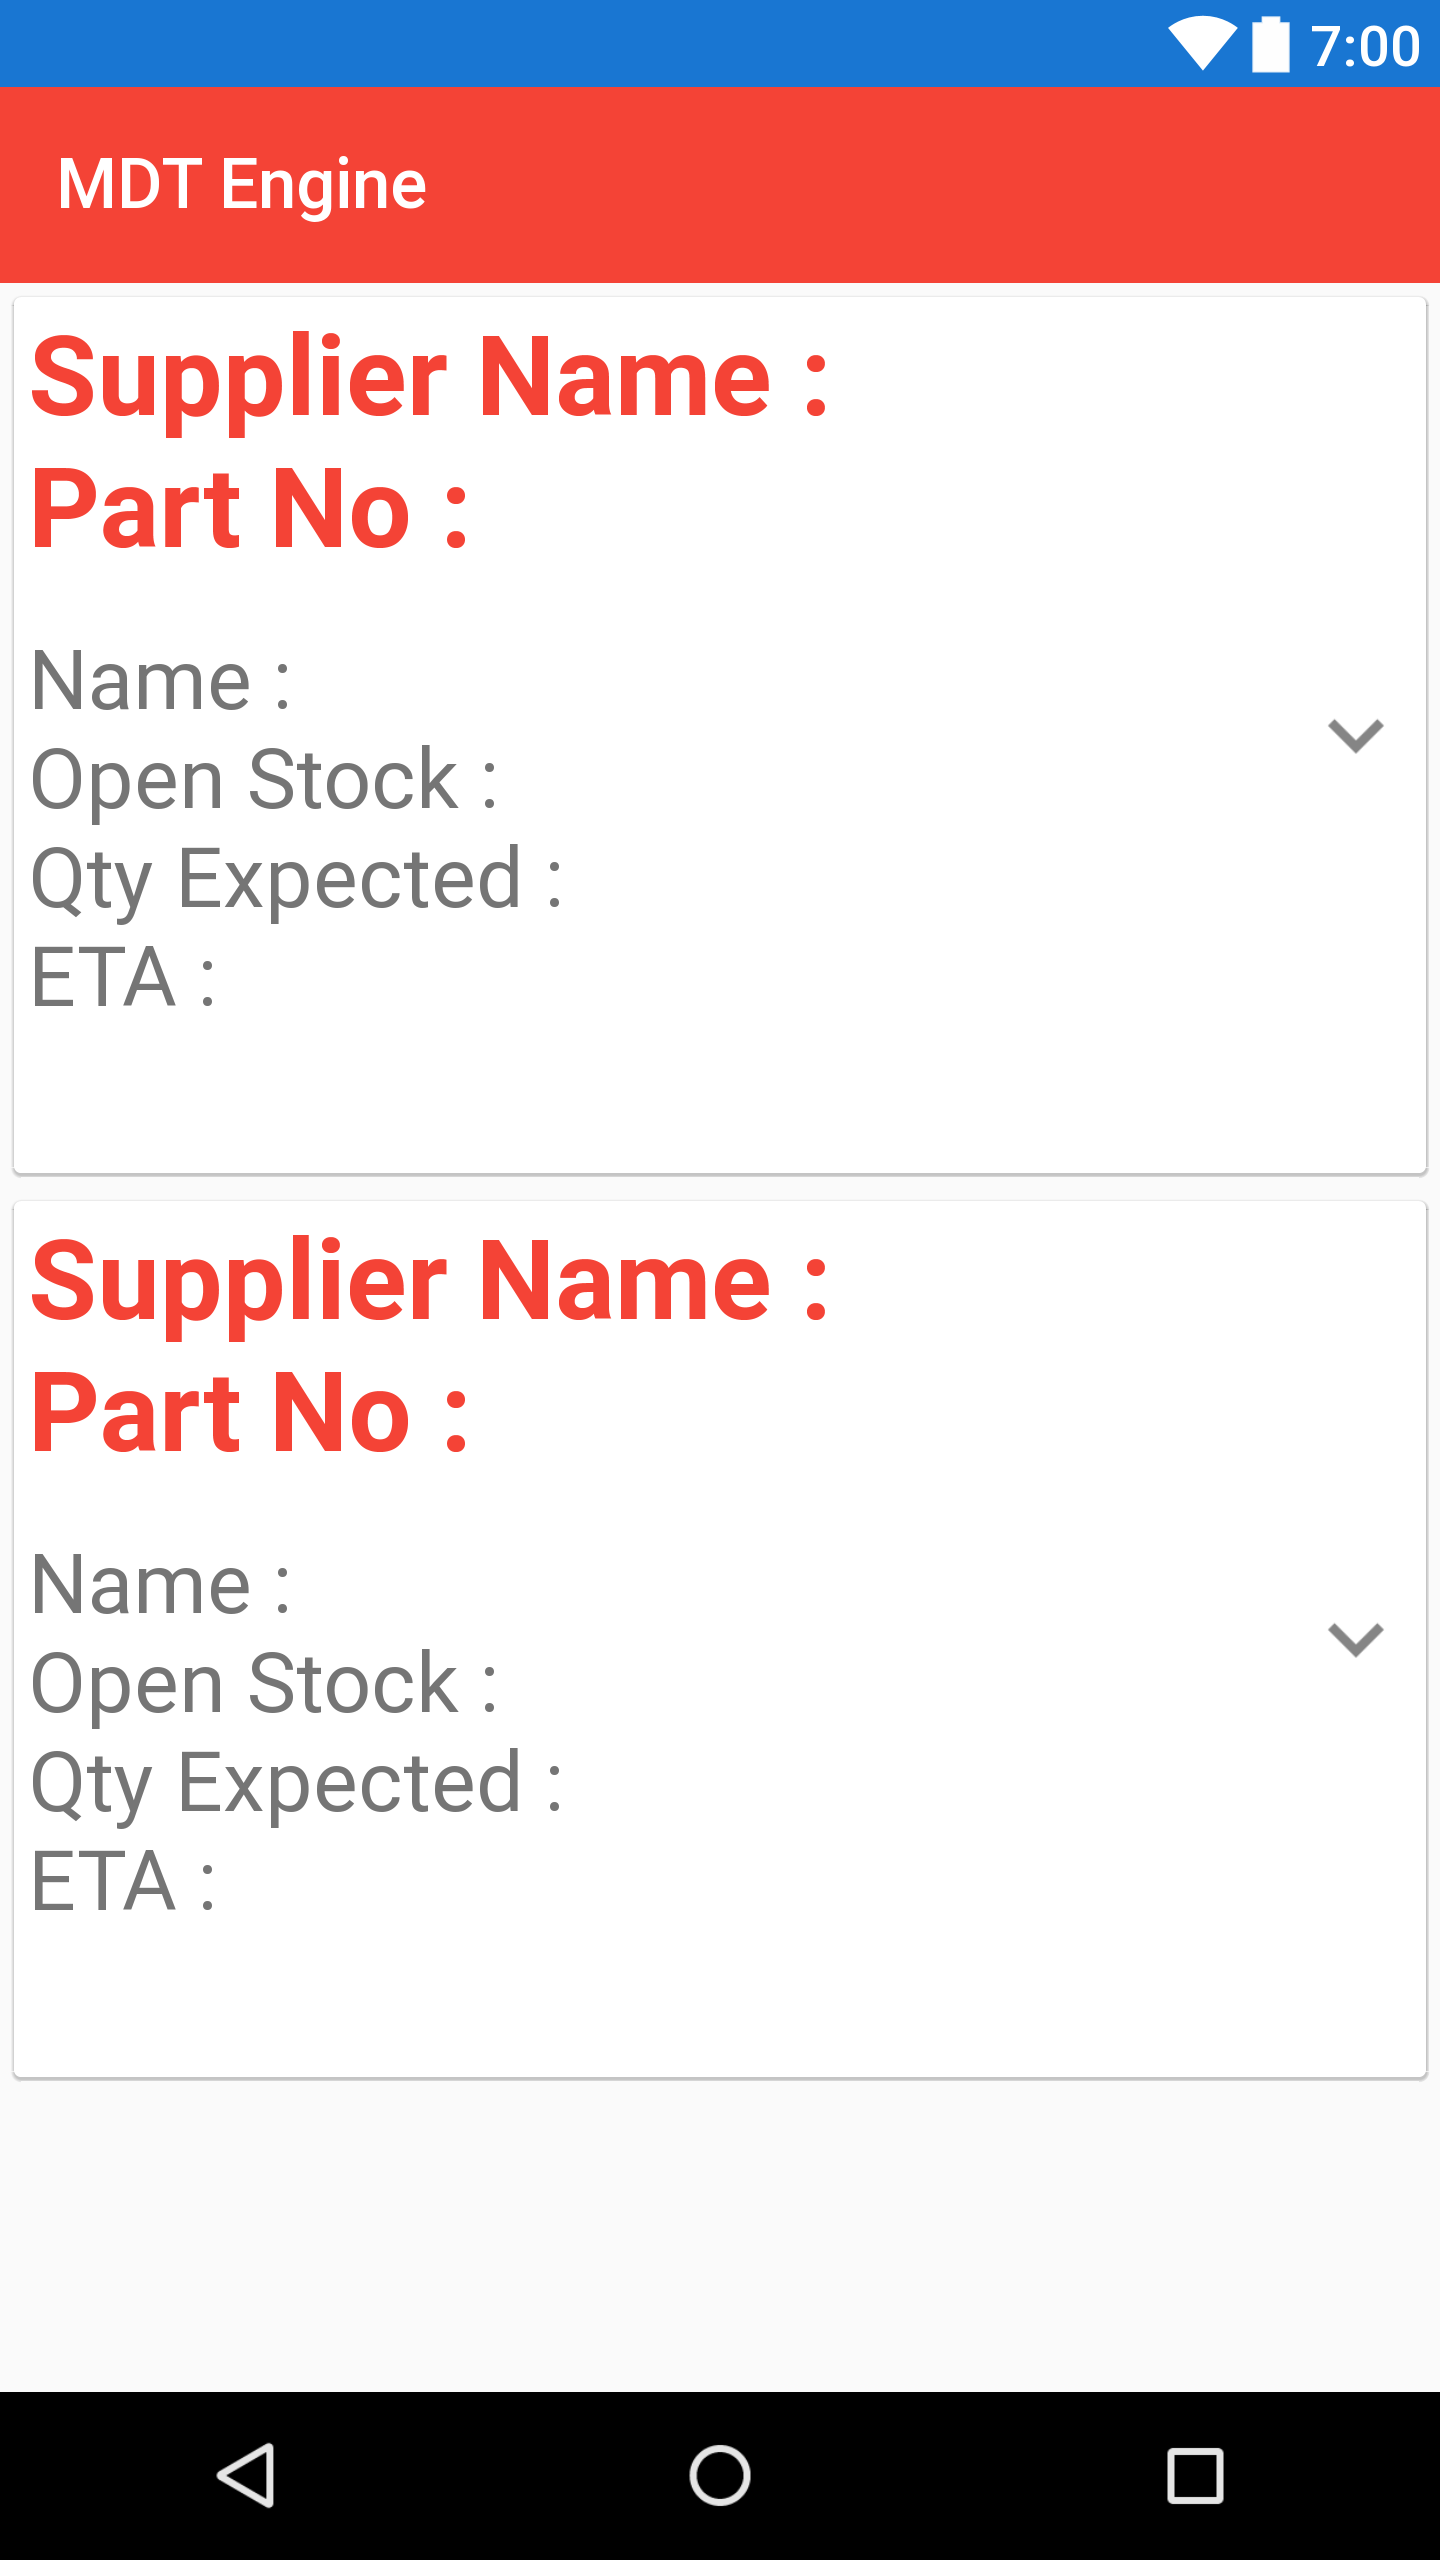 7:00
MDT Engine
Supplier Name :
Part No :
Name :
Open Stock :
Qty Expected :
ETA :
Supplier Name :
Part No :
Name :
Open Stock :
Qty Expected :
ETA :